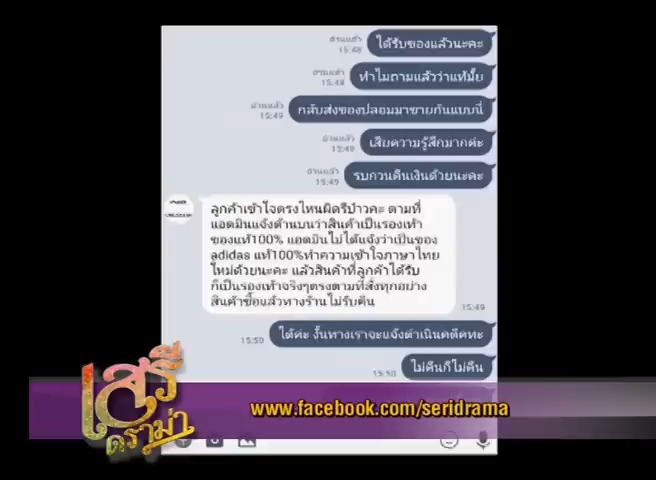 อ่านแล้ว
15:48
ได้รับของแล้วนะคะ
อ่านแล้ว
15:48
ทำไมถามแล้วว่าแท้มั้ย
อ่านแล้ว
15:49
กลับส่งของปลอมมาขายกันแบบนี้
อ่านแล้ว
15:49
เสียความรู้สึกมากค่ะ
อ่านแล้ว
15:49
รบกวนคืนเงินด้วยนะคะ
ลูกค้าเข้าใจตรงไหนผิดรึป่าวคะ ตามที่
แอดมินแจ้งด้านบนว่าสินค้าเป็นรองเท้า
ของแท้100% แอดมินไม่ได้แจ้งว่าเป็นของ
adidas แท้100%ทำความเข้าใจภาษาไทย
ใหม่ด้วยนะคะ แล้วสินค้าที่ลูกค้าได้รับ
ก็เป็นรองเท้าจริงๆตรงตามที่สั่งทุกอย่าง
สินค้าซื้อแล้วทางร้านไม่รับคืน
15:49
ได้ค่ะ งั้นทางเราจะแจ้งดำเนินคดีคทะ
15:50
ไม่คืนก็ไม่คืน
15:50
เสรี
ดราม่า
www.facebook.com/seridrama